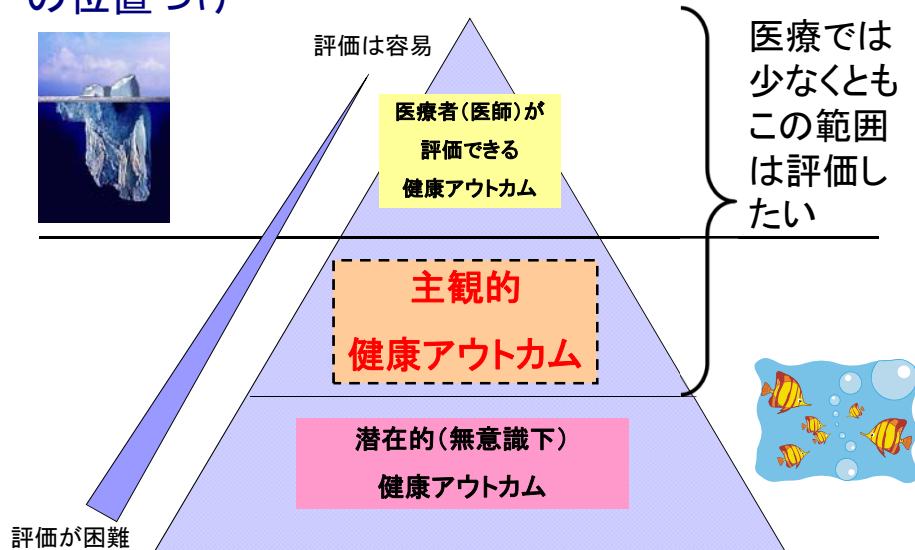 の位置づけ
評価は容易
医療者（医師）が
評価できる
健康アウトカム
医療では
少なくとも
この範囲
は評価し
たい
主観的
健康アウトカム
潜在的（無意識下）
健康アウトカム
評価が困難